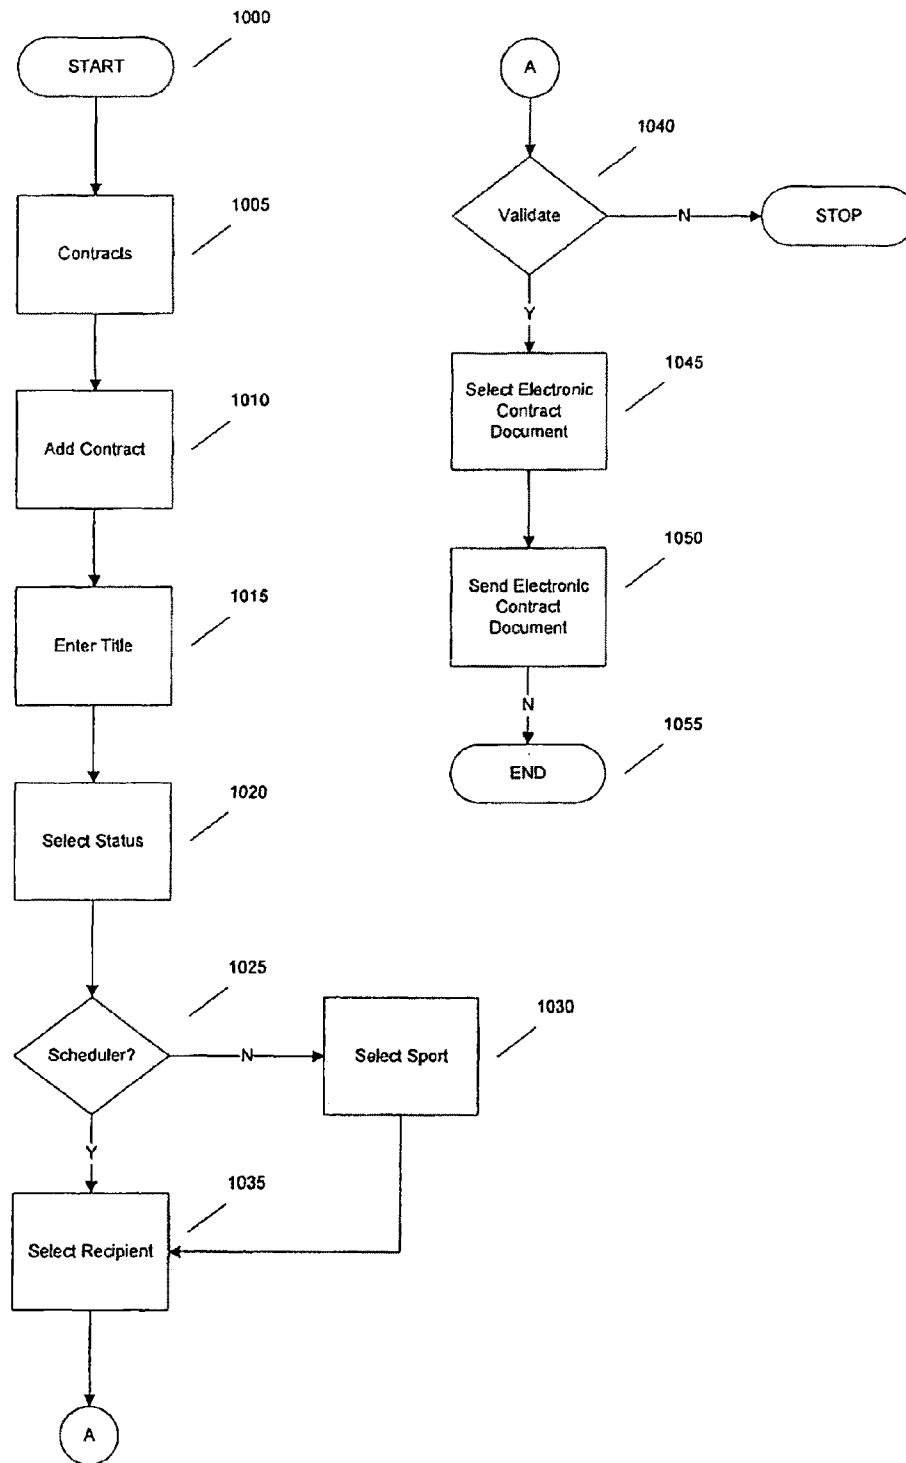 1000
START
1005
Contracts
1010
Add Contract
1015
Enter Title
1020
Select Status
1025
Scheduler?
N
1030
Select Sport
Y
1035
Select Recipient
A
A
1040
Validate
N
STOP
Y
1045
Select Electronic
Contract
Document
1050
Send Electronic
Contract
Document
N
1055
END